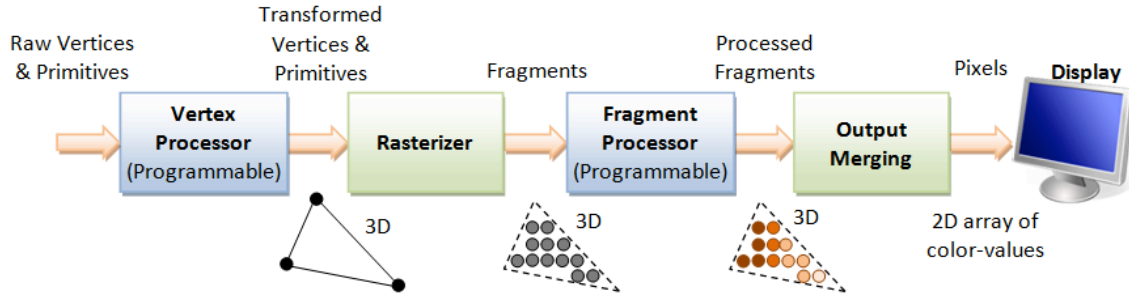 Raw Vertices
& Primitives
Vertex
Processor
(Programmable)
Transformed
Vertices &
Primitives
3D
Rasterizer
Fragments
3D
Fragment
Processor
(Programmable)
Processed
Fragments
3D
Output
Merging
Pixels
Display
2D array of
color-values